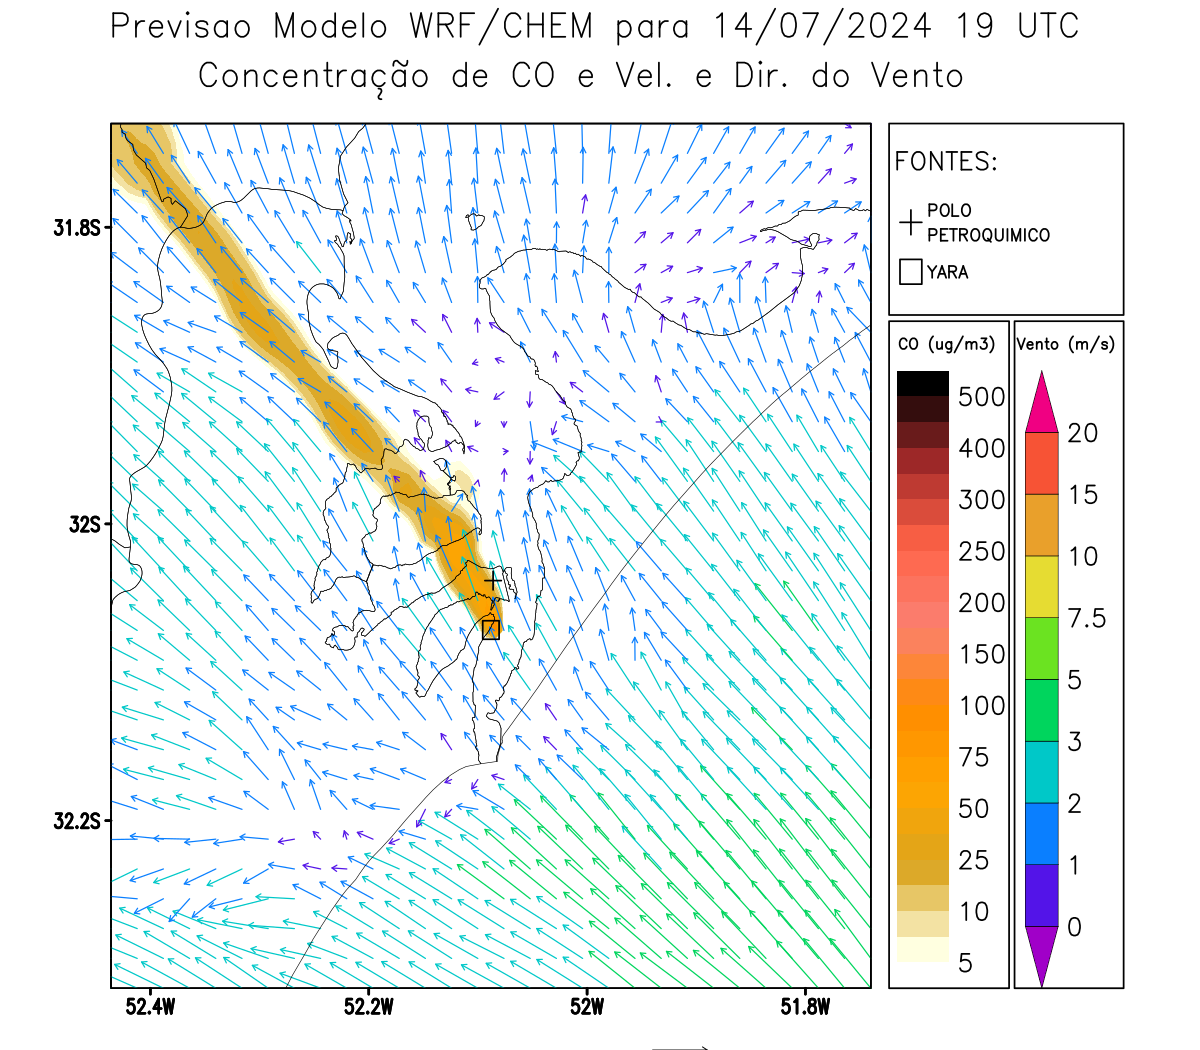 Previsao Modelo WRF/CHEM para 14/07/2024 19 UTC
Concentração de CO e Vel. e Dir. do Vento
FONTES:
POLO
PETROQUIMICO
YARA
CO (ug/m3)
500
400
300
250
200
150
100
75
50
25
10
5
Vento (m/s)
20
15
10
7.5
5
3
2
1
0
31.8S
32S
32.2S
52.4W
52.2W
52W
51.8W